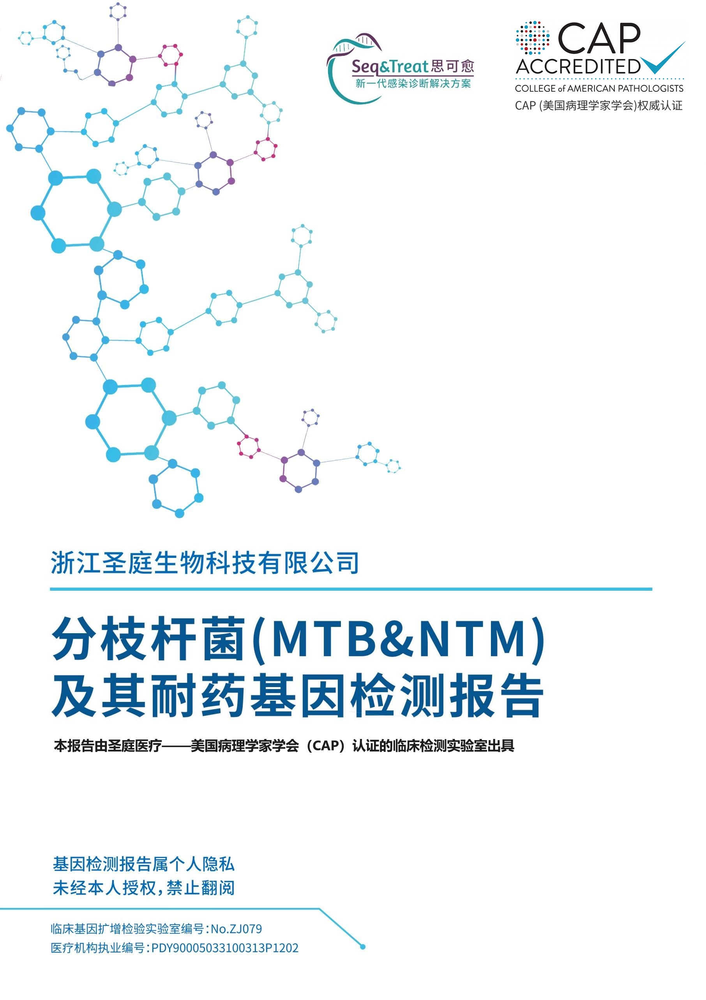 Seq&Treat 思可愈
新一代感染诊断解决方案
CAP
ACCREDITED
COLLEGE of AMERICAN PATHOLOGISTS
CAP (美国病理学家学会)权威认证
浙江圣庭生物科技有限公司
分枝杆菌(MTB&NTM)
及其耐药基因检测报告
本报告由圣庭医疗——美国病理学家学会（CAP）认证的临床检测实验室出具
基因检测报告属个人隐私
未经本人授权,禁止翻阅
临床基因扩增检验实验室编号:No.ZJ079
医疗机构执业编号:PDY90005033100313P1202